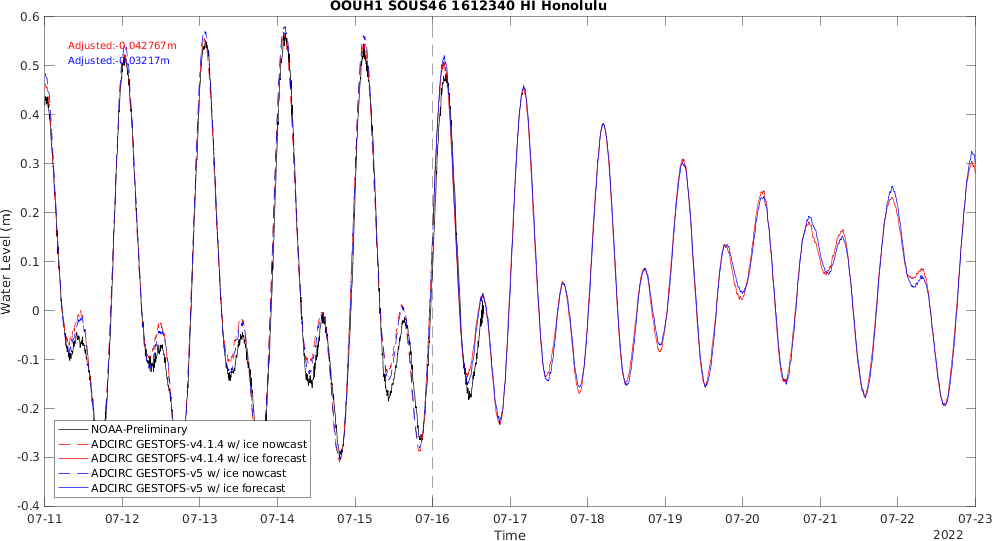 OOUH1 SOUS46 1612340 HI Honolulu
Adjusted:-0.042767m
Adjusted:-0.03217m
Water Level (m)
0.6
0.5
0.4
0.3
0.2
0.1
0
-0.1
-0.2
-0.3
-0.4
NOAA-Preliminary
ADCIRC GESTOFS-v4.1.4 w/ ice nowcast
ADCIRC GESTOFS-v4.1.4 w/ ice forecast
ADCIRC GESTOFS-v5 w/ ice nowcast
ADCIRC GESTOFS-v5 w/ ice forecast
07-11 07-12 07-13 07-14 07-15 07-16 07-17 07-18 07-19 07-20 07-21 07-22 07-23
Time
2022